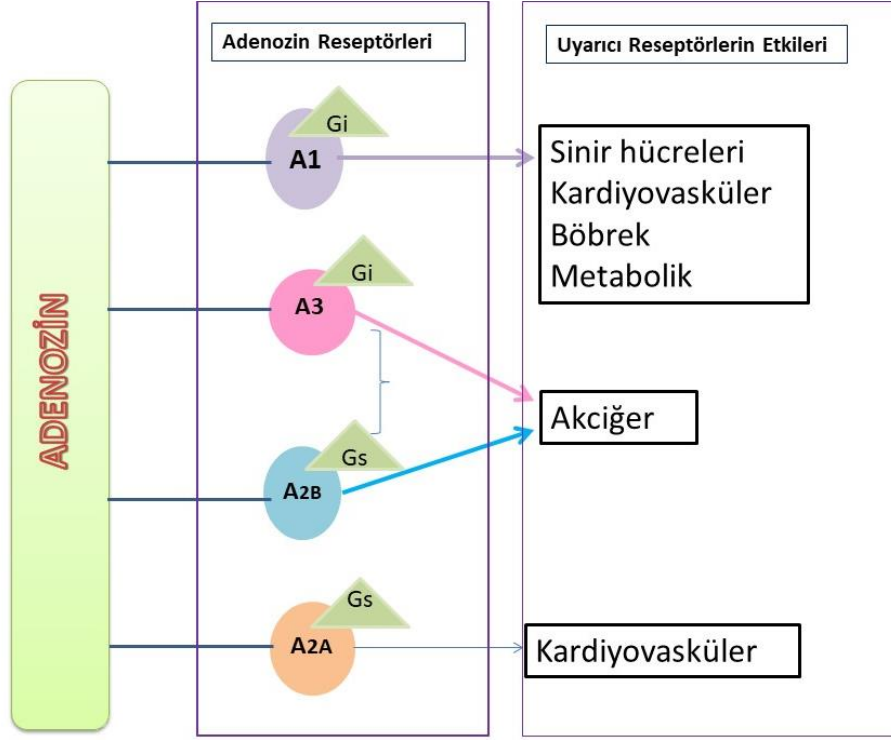 Adenozin Reseptörleri
Uyarıcı Reseptörlerin Etkileri
ADENOZİN
Gi
A1
Sinir hücreleri
Kardiyovasküler
Böbrek
Metabolik
Gi
A3
Akciğer
Gs
A2B
Gs
A2A
Kardiyovasküler